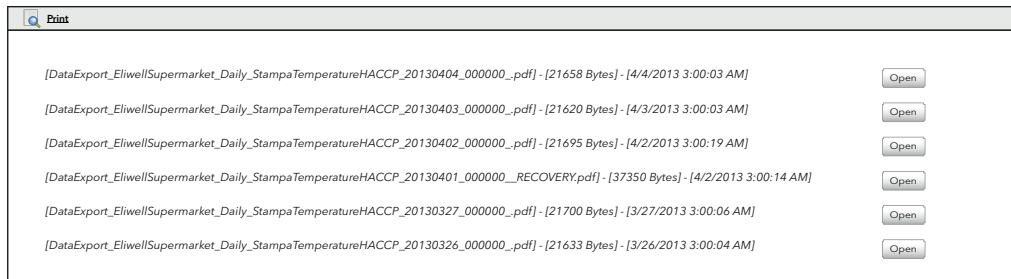 Print
[DataExport_EliwellSupermarket_Daily_StampaTemperatureHACCP_20130404_000000_.pdf] - [21658 Bytes] - [4/4/2013 3:00:03 AM] Open
[DataExport_EliwellSupermarket_Daily_StampaTemperatureHACCP_20130403_000000_.pdf] - [21620 Bytes] - [4/3/2013 3:00:03 AM] Open
[DataExport_EliwellSupermarket_Daily_StampaTemperatureHACCP_20130402_000000_.pdf] - [21695 Bytes] - [4/2/2013 3:00:19 AM] Open
[DataExport_EliwellSupermarket_Daily_StampaTemperatureHACCP_20130401_000000__RECOVERY.pdf] - [37350 Bytes] - [4/2/2013 3:00:14 AM] Open
[DataExport_EliwellSupermarket_Daily_StampaTemperatureHACCP_20130327_000000_.pdf] - [21700 Bytes] - [3/27/2013 3:00:06 AM] Open
[DataExport_EliwellSupermarket_Daily_StampaTemperatureHACCP_20130326_000000_.pdf] - [21633 Bytes] - [3/26/2013 3:00:04 AM] Open